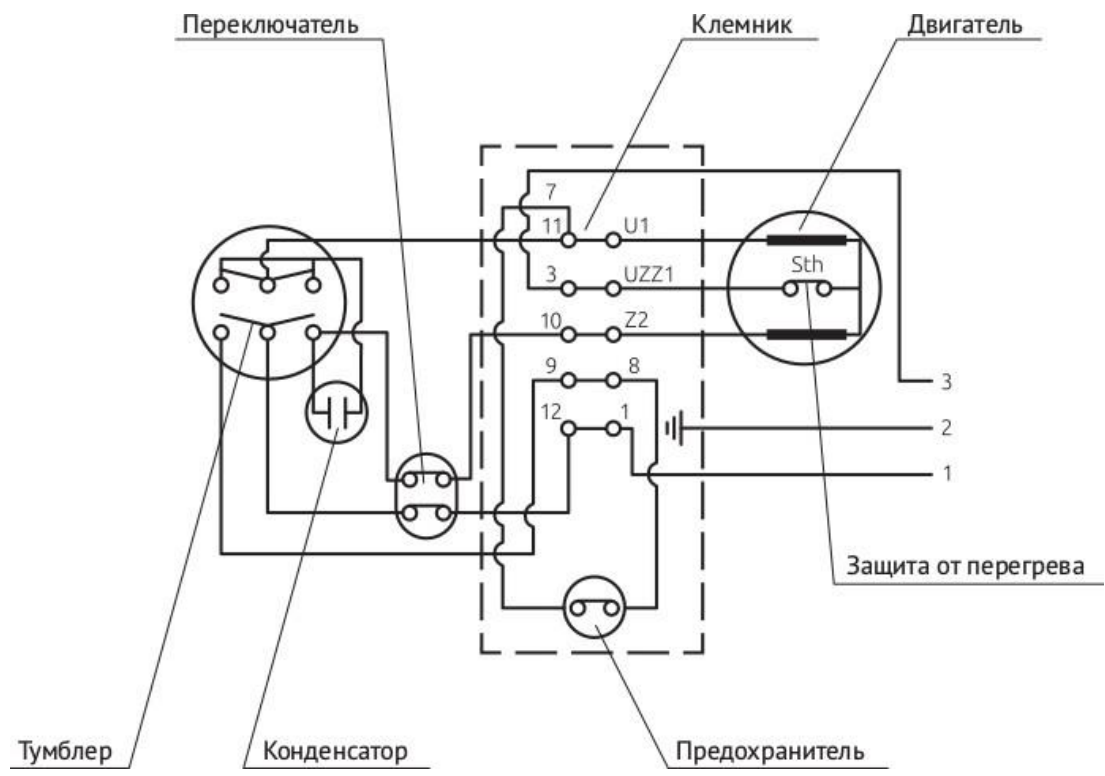 Переключатель
Клемник
Двигатель
7
11
U1
3
UZZ1
Sth
10
Z2
9
8
3
12
1
2
1
Защита от перегрева
Тумблер
Конденсатор
Предохранитель